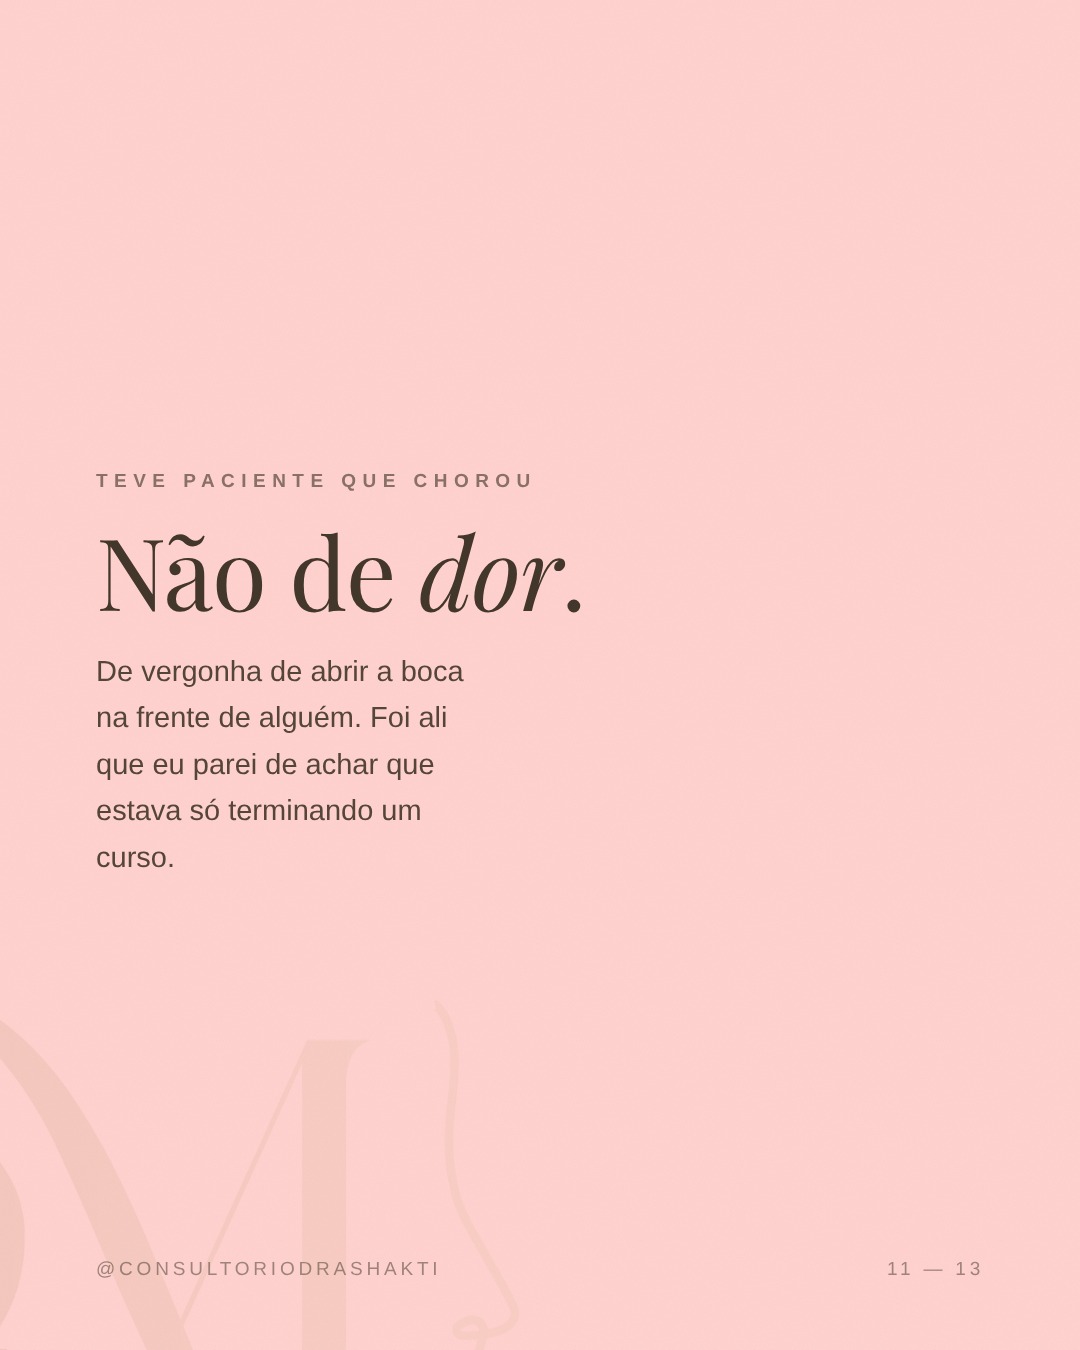 TEVE PACIENTE QUE CHOROU
Não de dor.
De vergonha de abrir a boca
na frente de alguém. Foi ali
que eu parei de achar que
estava só terminando um
curso.
@CONSULTORIODRASHAKTI
11 — 13